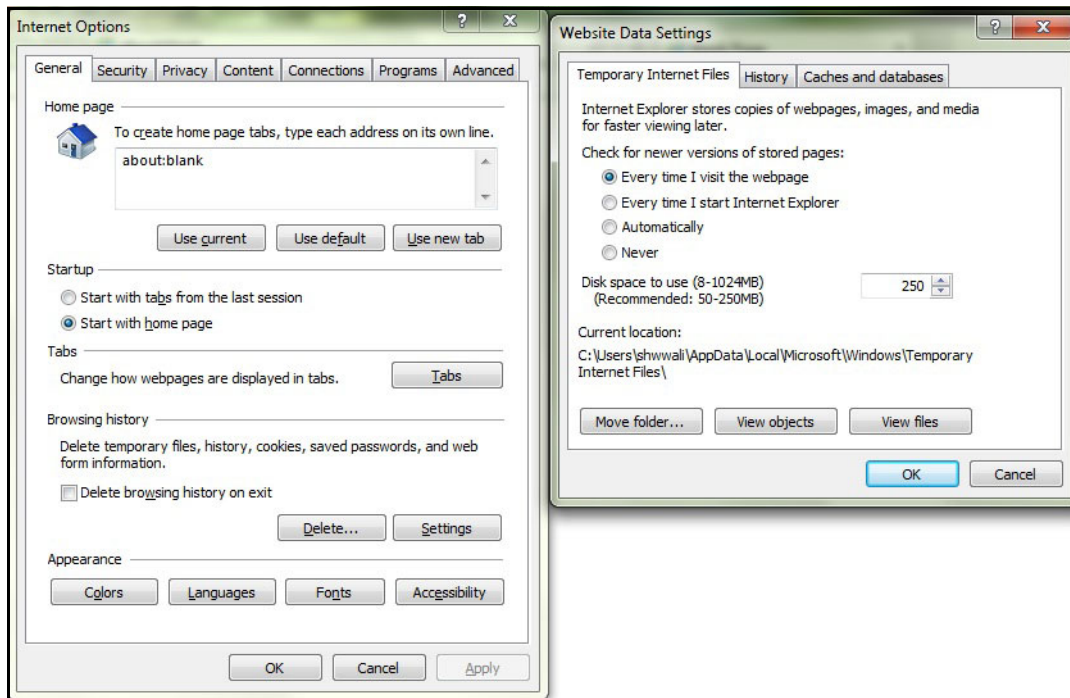 Internet Options
General Security Privacy Content Connections Programs Advanced
Home page
To create home page tabs, type each address on its own line.
about:blank
Use current Use default Use new tab
Startup
Start with tabs from the last session
Start with home page
Tabs
Change how webpages are displayed in tabs.
Tabs
Browsing history
Delete temporary files, history, cookies, saved passwords, and web
form information.
Delete browsing history on exit
Delete... Settings
Appearance
Colors Languages Fonts Accessibility
OK Cancel Apply
Website Data Settings
Temporary Internet Files History Caches and databases
Internet Explorer stores copies of webpages, images, and media
for faster viewing later.
Check for newer versions of stored pages:
Every time I visit the webpage
Every time I start Internet Explorer
Automatically
Never
Disk space to use (8-1024MB)
(Recommended: 50-250MB)
250
Current location:
C:\Users\shwwali\AppData\Local\Microsoft\Windows\Temporary
Internet Files\
Move folder... View objects View files
OK Cancel